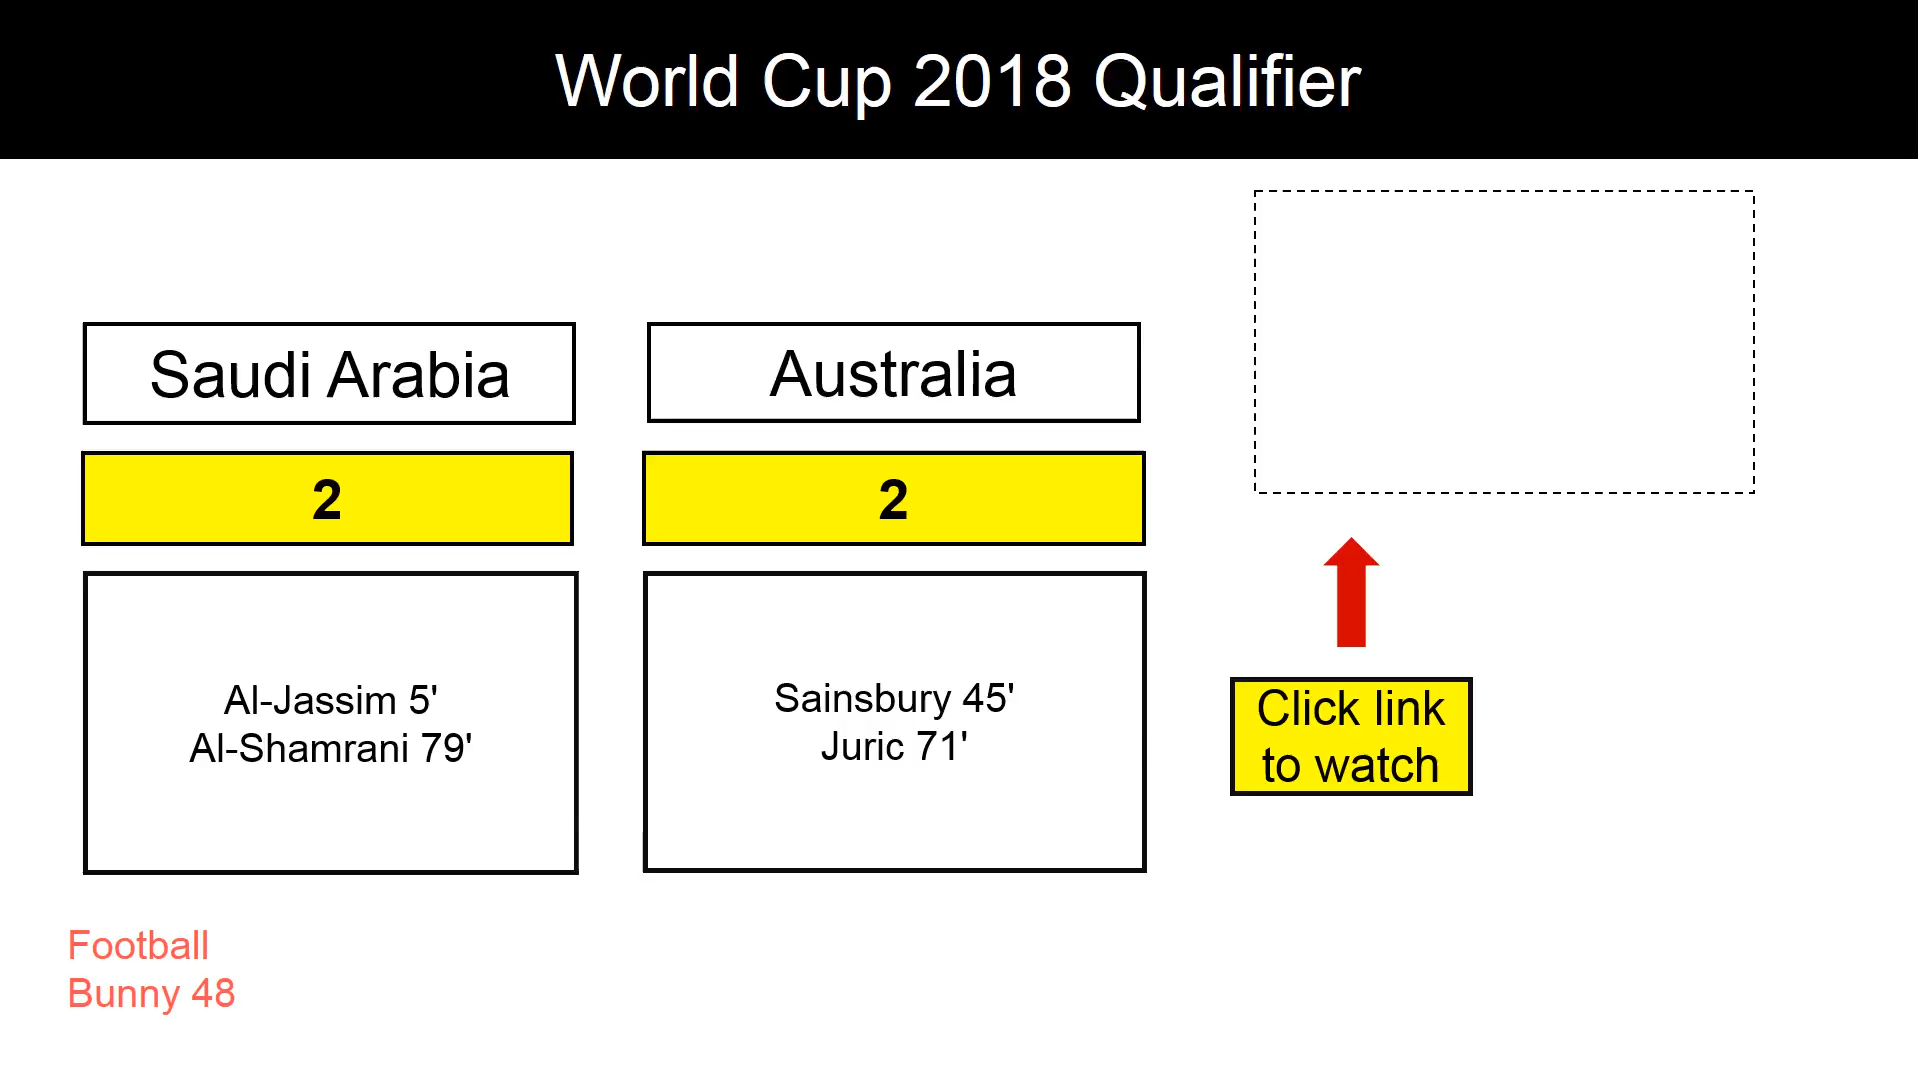 World Cup 2018 Qualifier
Saudi Arabia
Australia
2
2
Al-Jassim 5'
Al-Shamrani 79'
Sainsbury 45'
Juric 71'
Click link
to watch
Football
Bunny 48